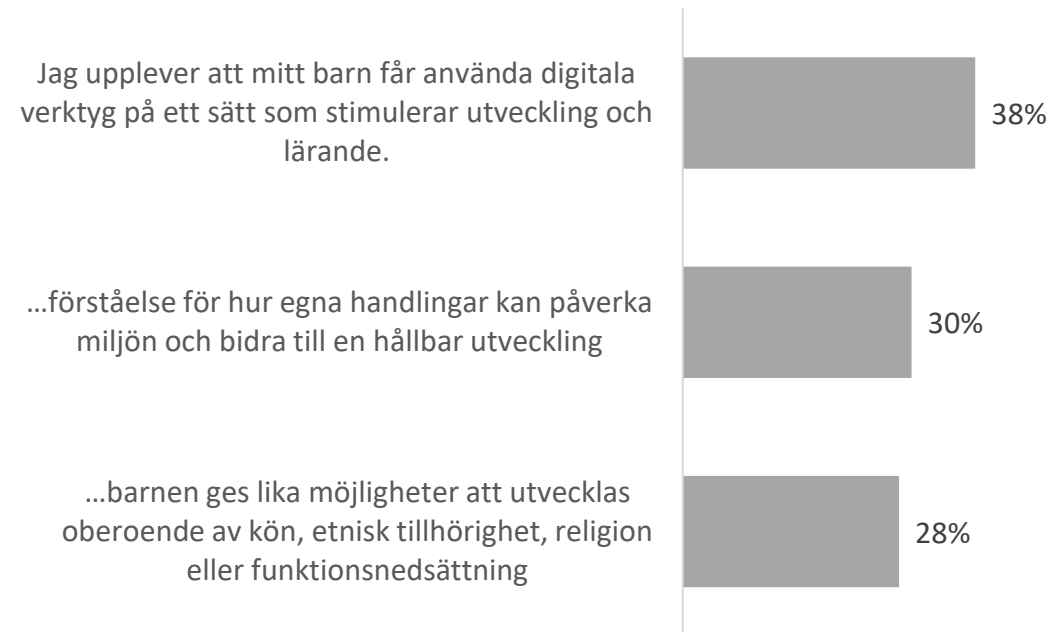 Jag upplever att mitt barn får använda digitala
verktyg på ett sätt som stimulerar utveckling och
lärande.
38%
…förståelse för hur egna handlingar kan påverka
miljön och bidra till en hållbar utveckling
30%
…barnen ges lika möjligheter att utvecklas
oberoende av kön, etnisk tillhörighet, religion
eller funktionsnedsättning
28%